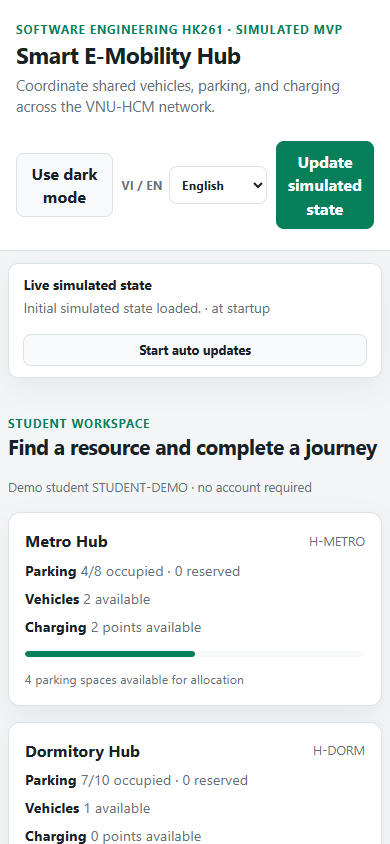 SOFTWARE ENGINEERING HK261 · SIMULATED MVP
Smart E-Mobility Hub
Coordinate shared vehicles, parking, and charging
across the VNU-HCM network.
Use dark
mode
VI / EN
English
Update
simulated
state
Live simulated state
Initial simulated state loaded. · at startup
Start auto updates
STUDENT WORKSPACE
Find a resource and complete a journey
Demo student STUDENT-DEMO · no account required
Metro Hub
H-METRO
Parking 4/8 occupied · 0 reserved
Vehicles 2 available
Charging 2 points available
4 parking spaces available for allocation
Dormitory Hub
H-DORM
Parking 7/10 occupied · 0 reserved
Vehicles 1 available
Charging 0 points available